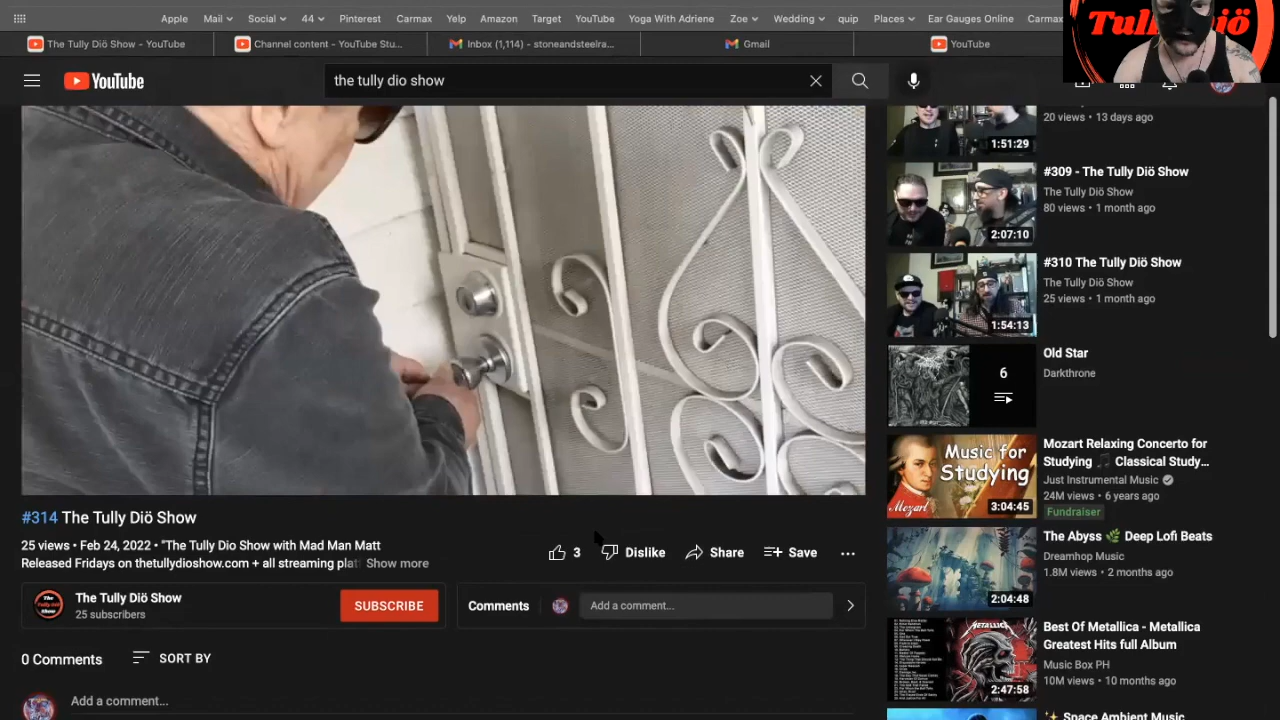 Apple Mail Social 44 Pinterest Carmax Yelp Amazon Target YouTube Yoga With Adriene Zoe Wedding quip Places Ear Gauges Online Carmax
The Tully Diö Show - YouTube
Channel content - YouTube Stu...
Inbox (1,114) - stoneandsteelra...
Gmail
YouTube
YouTube
the tully dio show
20 views • 13 days ago
1:51:29
#309 - The Tully Diö Show
The Tully Diö Show
80 views • 1 month ago
2:07:10
#310 The Tully Diö Show
The Tully Diö Show
25 views • 1 month ago
1:54:13
Old Star
Darkthrone
6
Mozart Relaxing Concerto for
Studying 🎵 Classical Study...
Just Instrumental Music
24M views • 6 years ago
Fundraiser
Music for
Studying
Mozart
3:04:45
The Abyss 🌿 Deep Lofi Beats
Dreamhop Music
1.8M views • 2 months ago
2:04:48
Best Of Metallica - Metallica
Greatest Hits full Album
Music Box PH
10M views • 10 months ago
METALLICA
2:47:58
✨ Space Ambient Music
#314 The Tully Diö Show
25 views • Feb 24, 2022 • "The Tully Dio Show with Mad Man Matt
Released Fridays on thetullydioshow.com + all streaming plat Show more
3 Dislike Share Save
The Tully Diö Show
25 subscribers
SUBSCRIBE
Comments
Add a comment...
0 Comments
SORT BY
Add a comment...